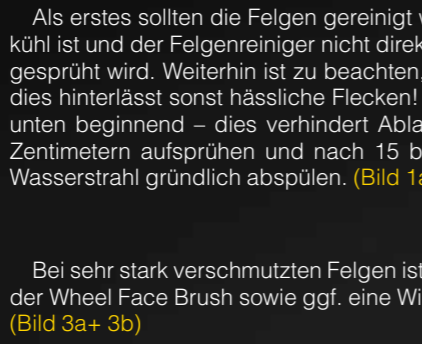 Als erstes sollten die Felgen gereinigt
kühl ist und der Felgenreiniger nicht direk
gesprüht wird. Weiterhin ist zu beachten,
dies hinterlässt sonst hässliche Flecken!
unten beginnend – dies verhindert Abla
Zentimetern aufsprühen und nach 15 b
Wasserstrahl gründlich abspülen. (Bild 1a
Bei sehr stark verschmutzten Felgen ist
der Wheel Face Brush sowie ggf. eine Wi
(Bild 3a+ 3b)